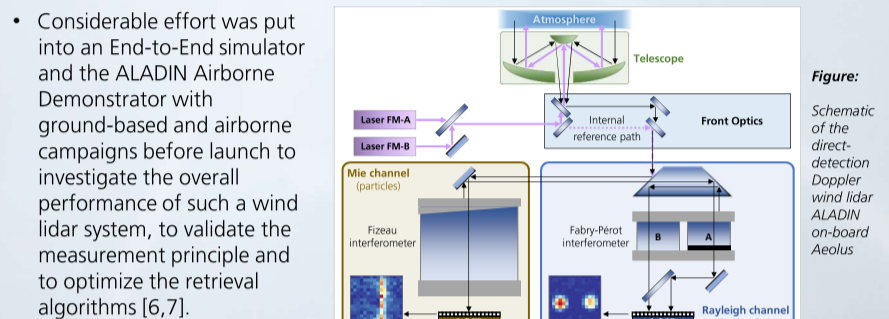 • Considerable effort was put
into an End-to-End simulator
and the ALADIN Airborne
Demonstrator with
ground-based and airborne
campaigns before launch to
investigate the overall
performance of such a wind
lidar system, to validate the
measurement principle and
to optimize the retrieval
algorithms [6,7].
Atmosphere
Telescope
Laser FM-A
Laser FM-B
Internal
reference path
Front Optics
Mie channel
(particles)
Fizeau
interferometer
Fabry-Pérot
interferometer
B
A
Rayleigh channel
Figure:
Schematic
of the
direct-
detection
Doppler
wind lidar
ALADIN
on-board
Aeolus